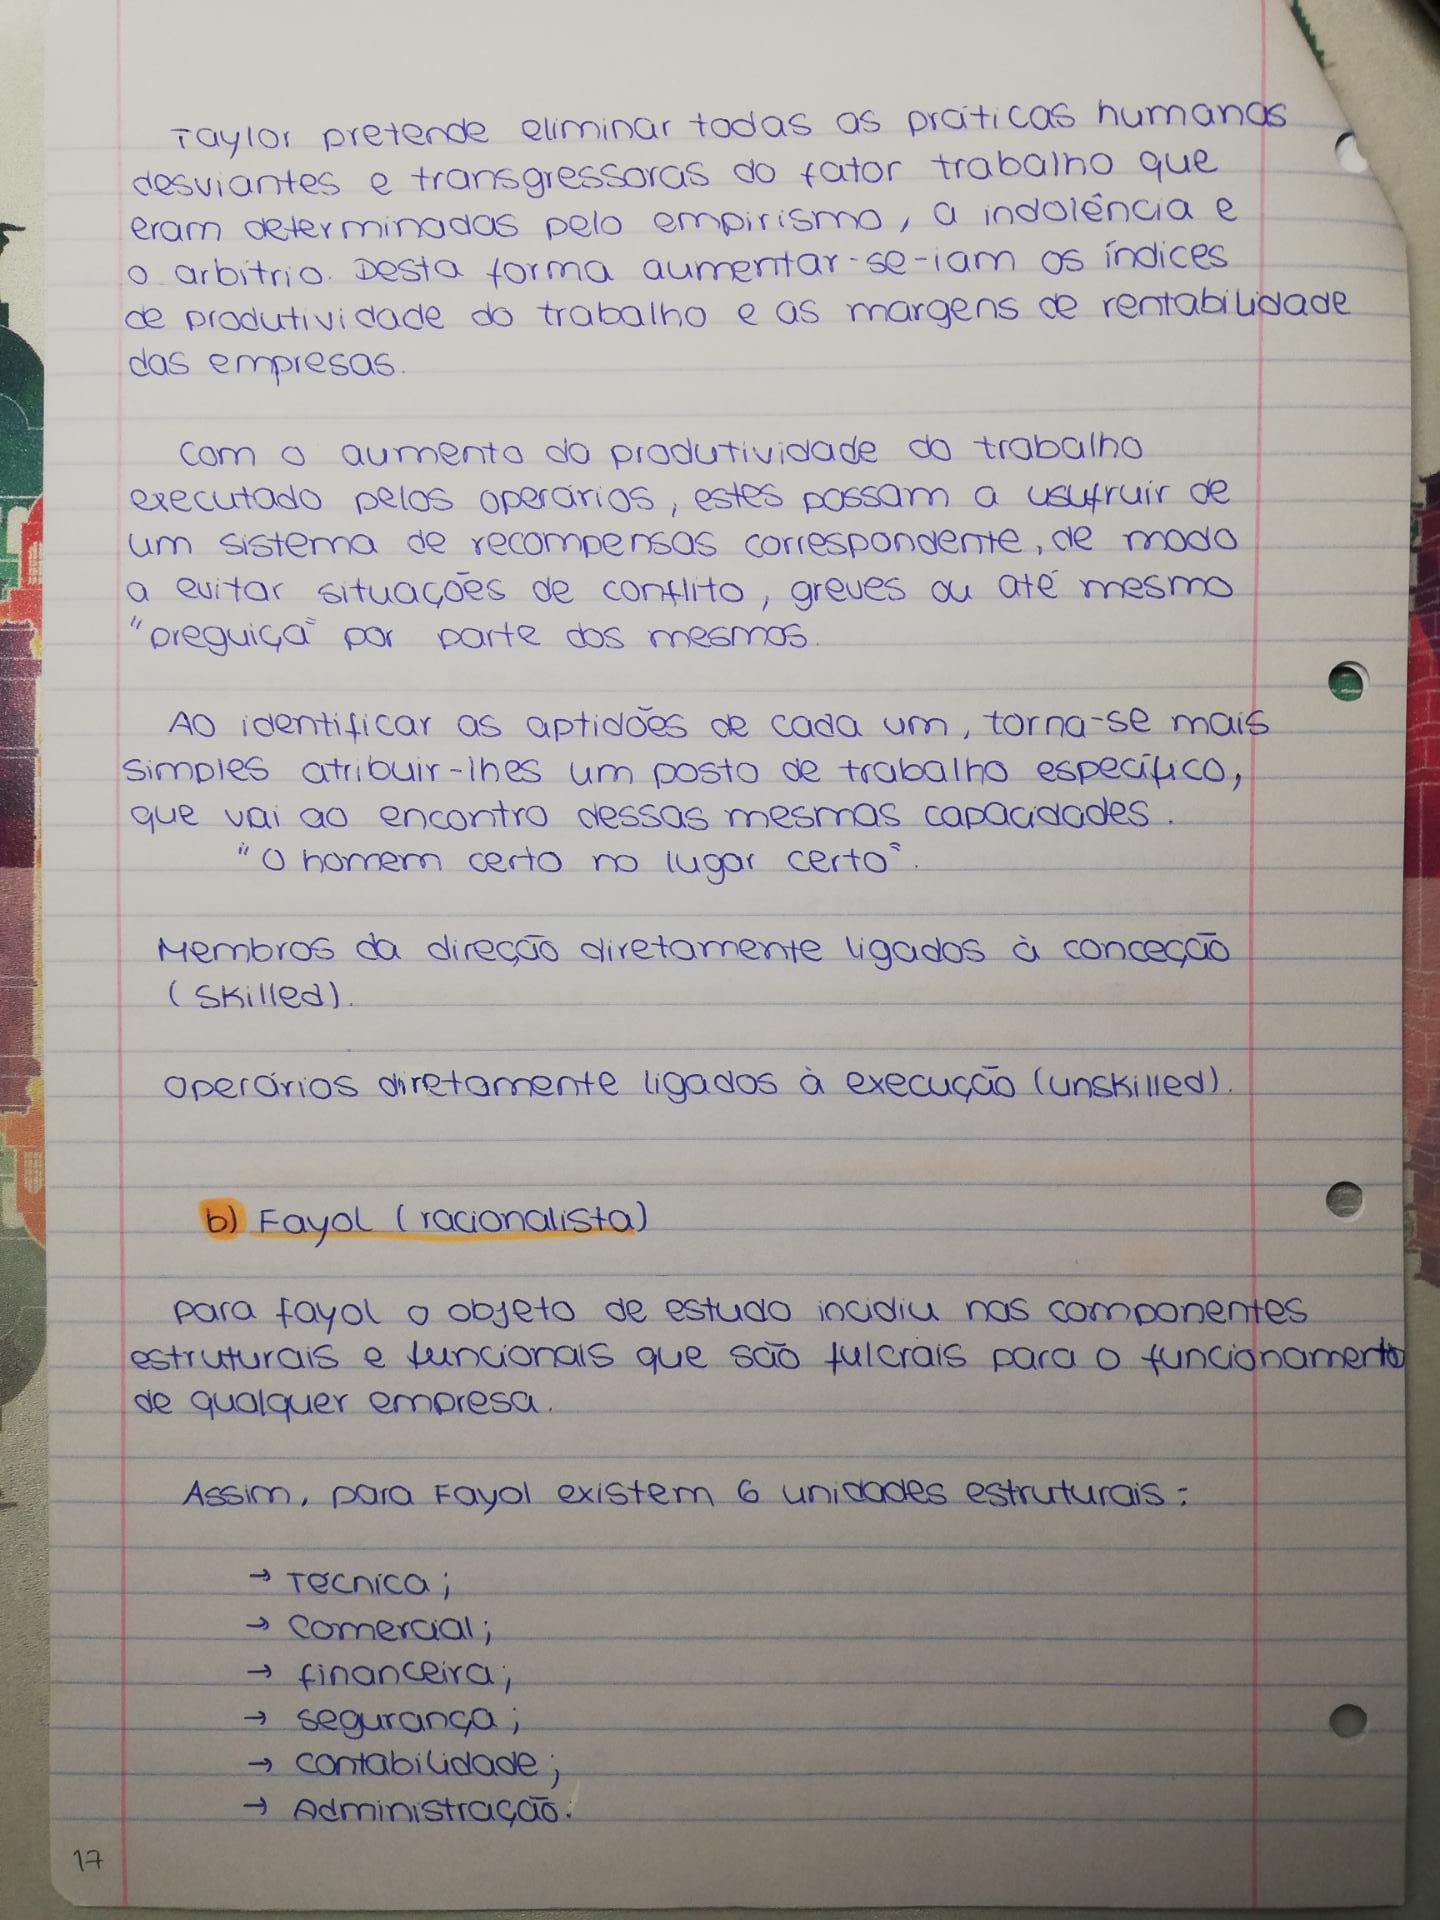 Taylor pretende eliminar todas as práticas humanas
desviantes e transgressoras do fator trabalho que
eram determinadas pelo empirismo, a indolência e
o arbítrio. Desta forma aumentar-se-iam os índices
de produtividade do trabalho e as margens de rentabilidade
das empresas.
Com o aumento da produtividade do trabalho
executado pelos operários, estes passam a usufruir de
um sistema de recompensas correspondente, de modo
a evitar situações de conflito, greves ou até mesmo
"preguiça" por parte dos mesmos.
Ao identificar as aptidões de cada um, torna-se mais
simples atribuir-lhes um posto de trabalho específico,
que vai ao encontro dessas mesmas capacidades.
"O homem certo no lugar certo".
Membros da direção diretamente ligados à conceção
(skilled).
Operários diretamente ligados à execução (unskilled).
b) Fayol (racionalista)
Para fayol o objeto de estudo incidiu nas componentes
estruturais e funcionais que são fulcrais para o funcionamento
de qualquer empresa.
Assim, para Fayol existem 6 unidades estruturais:
→ Técnica;
→ Comercial;
→ financeira;
→ segurança;
→ contabilidade;
→ Administração.
17